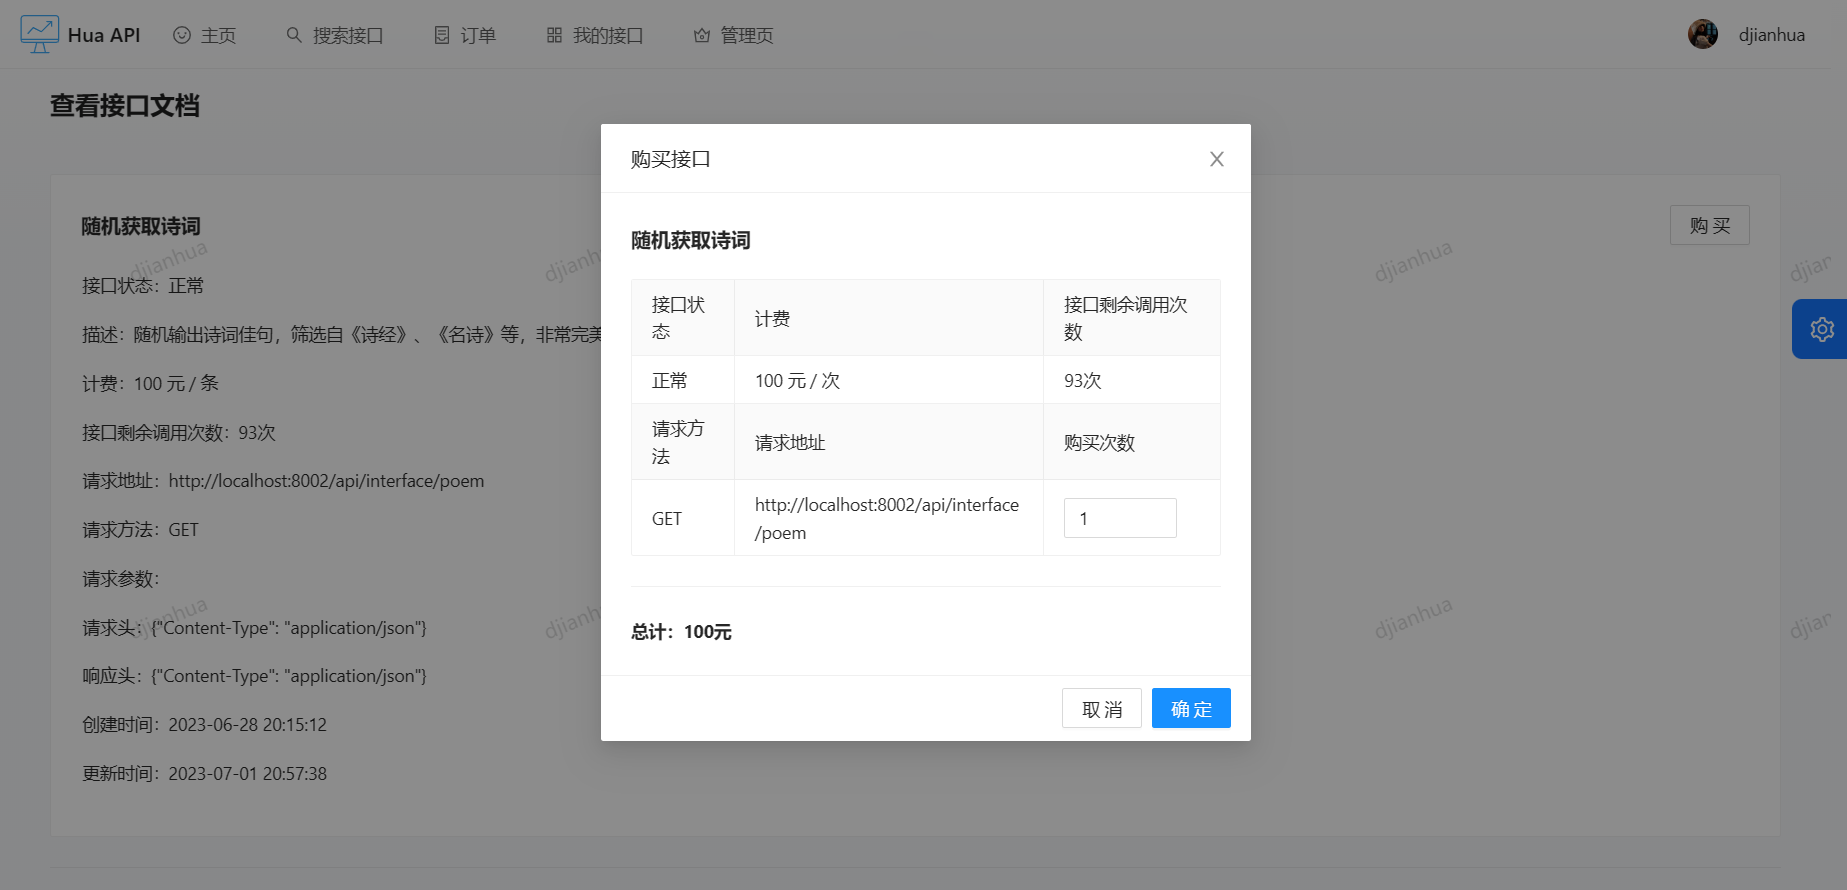 Hua API 主页 搜索接口 订单 我的接口 管理页 djianhua
查看接口文档
随机获取诗词
购 买
接口状态：正常
描述：随机输出诗词佳句，筛选自《诗经》、《名诗》等，非常完美
计费：100 元 / 条
接口剩余调用次数：93次
请求地址：http://localhost:8002/api/interface/poem
请求方法：GET
请求参数：
请求头：{"Content-Type": "application/json"}
响应头：{"Content-Type": "application/json"}
创建时间：2023-06-28 20:15:12
更新时间：2023-07-01 20:57:38
djianhua djianh djianhua djian
djianhua djianh djianhua djian
购买接口
随机获取诗词
接口状
态
计费
接口剩余调用次
数
正常 100 元 / 次 93次
请求方
法
请求地址
购买次数
GET
http://localhost:8002/api/interface
/poem
1
总计：100元
取 消 确 定